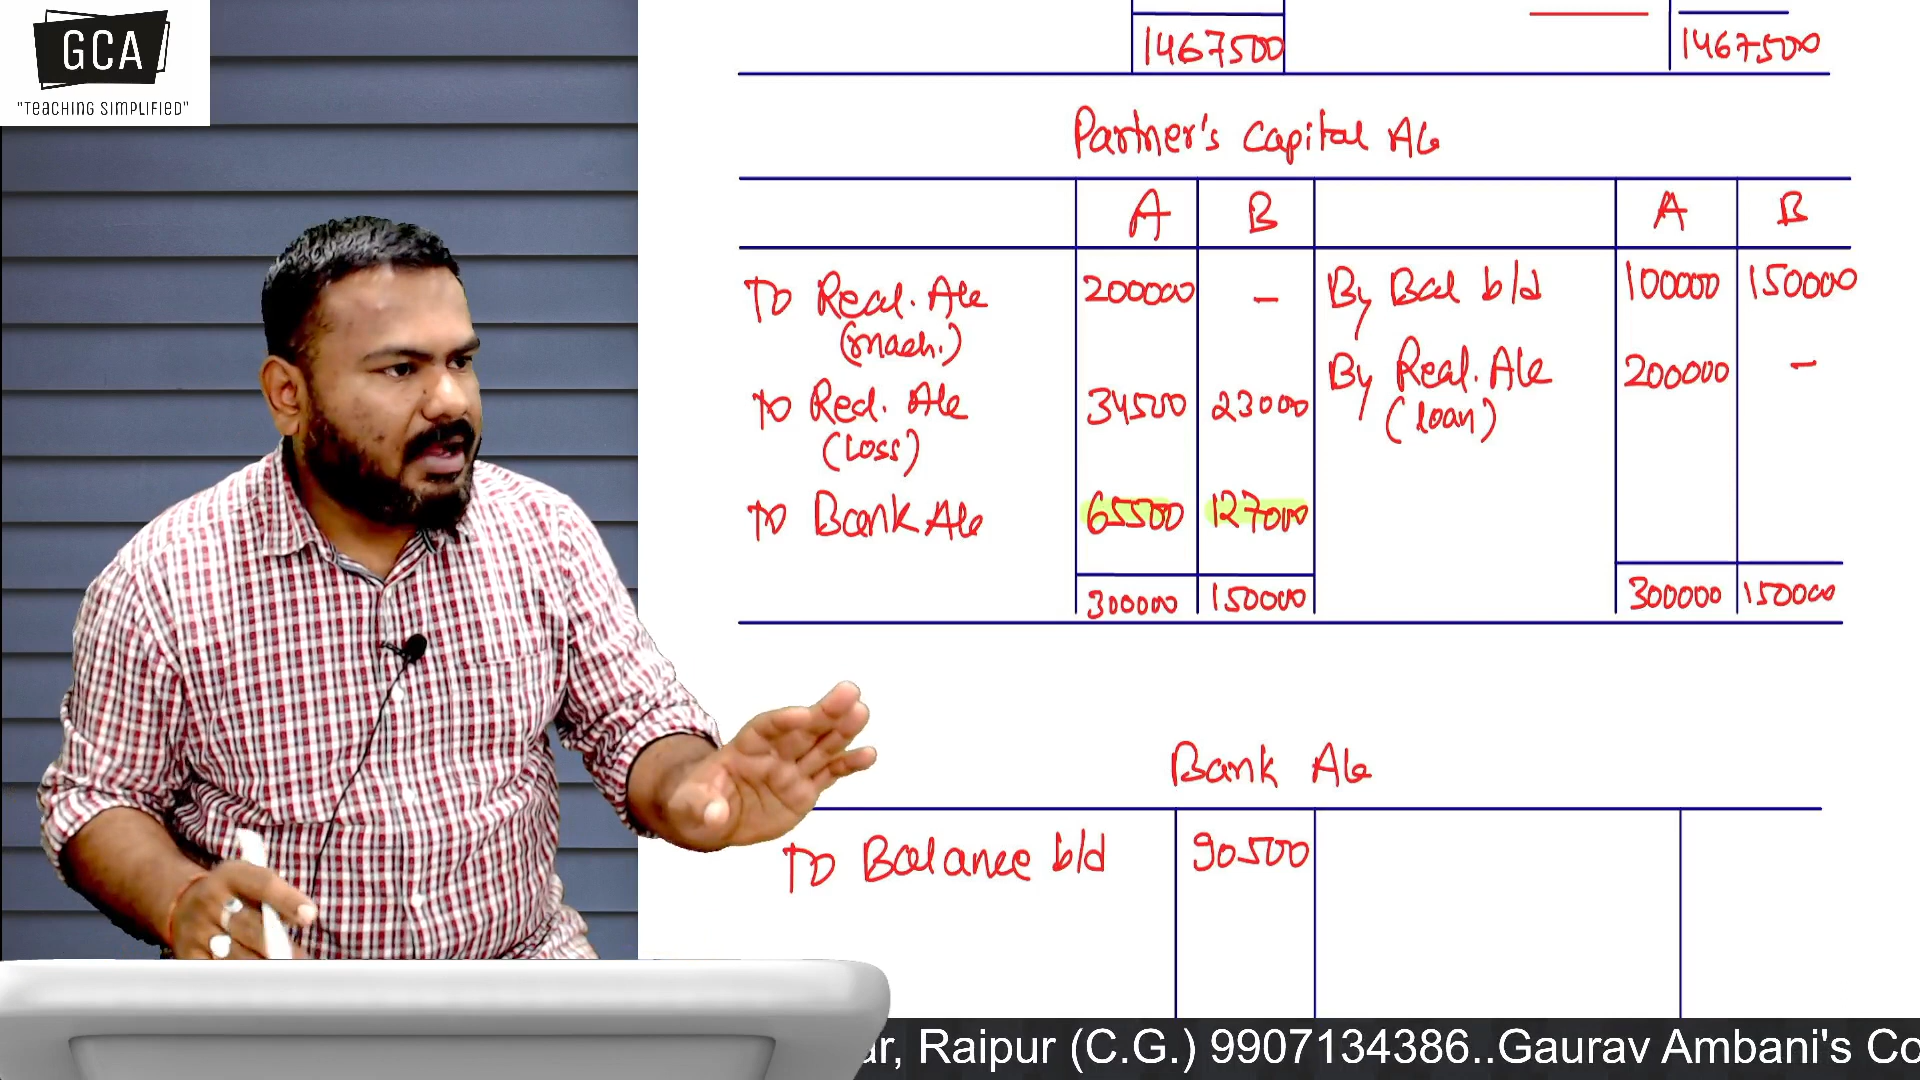 GCA
"TEACHING SIMPLIFIED"
1467500 1467500
Partner's Capital A/c
A B A B
To Real. A/c 200000 - By Bal b/d 100000 150000
(mach.)
By Real. A/c 200000 -
(loan)
To Real. A/c 34500 23000
(Loss)
To Bank A/c 65500 127000
300000 150000 300000 150000
Bank A/c
To Balance b/d 90500
ar, Raipur (C.G.) 9907134386..Gaurav Ambani's Co